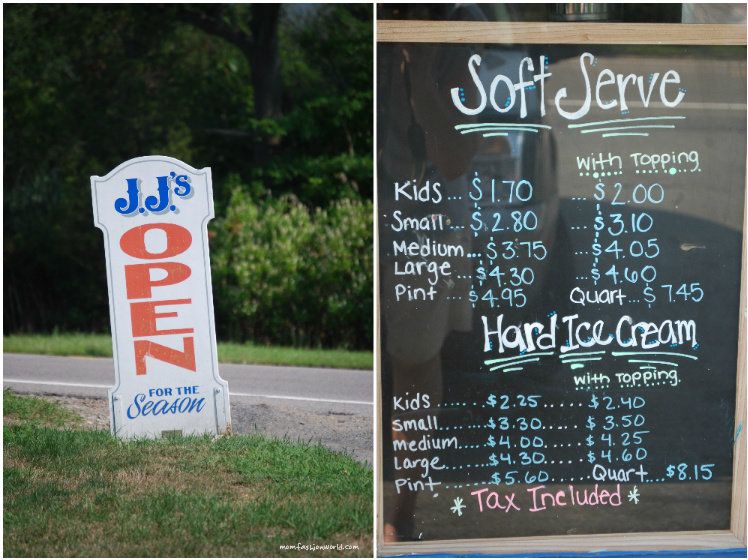 J.J.'s
OPEN
FOR THE
Season
momfashionworld.com
Soft Serve
with Topping
Kids ... $1.70 ... $2.00
Small ... $2.80 ... $3.10
Medium... $3.75 ... $4.05
Large ... $4.30 ... $4.60
Pint ... $4.95 Quart... $7.45
Hard Ice Cream
with Topping
Kids ....... $2.25...... $2.40
Small....... $3.30..... $3.50
medium..... $4.00..... $4.25
Large....... $4.30..... $4.60
Pint....... $5.60 Quart.... $8.15
* Tax Included *